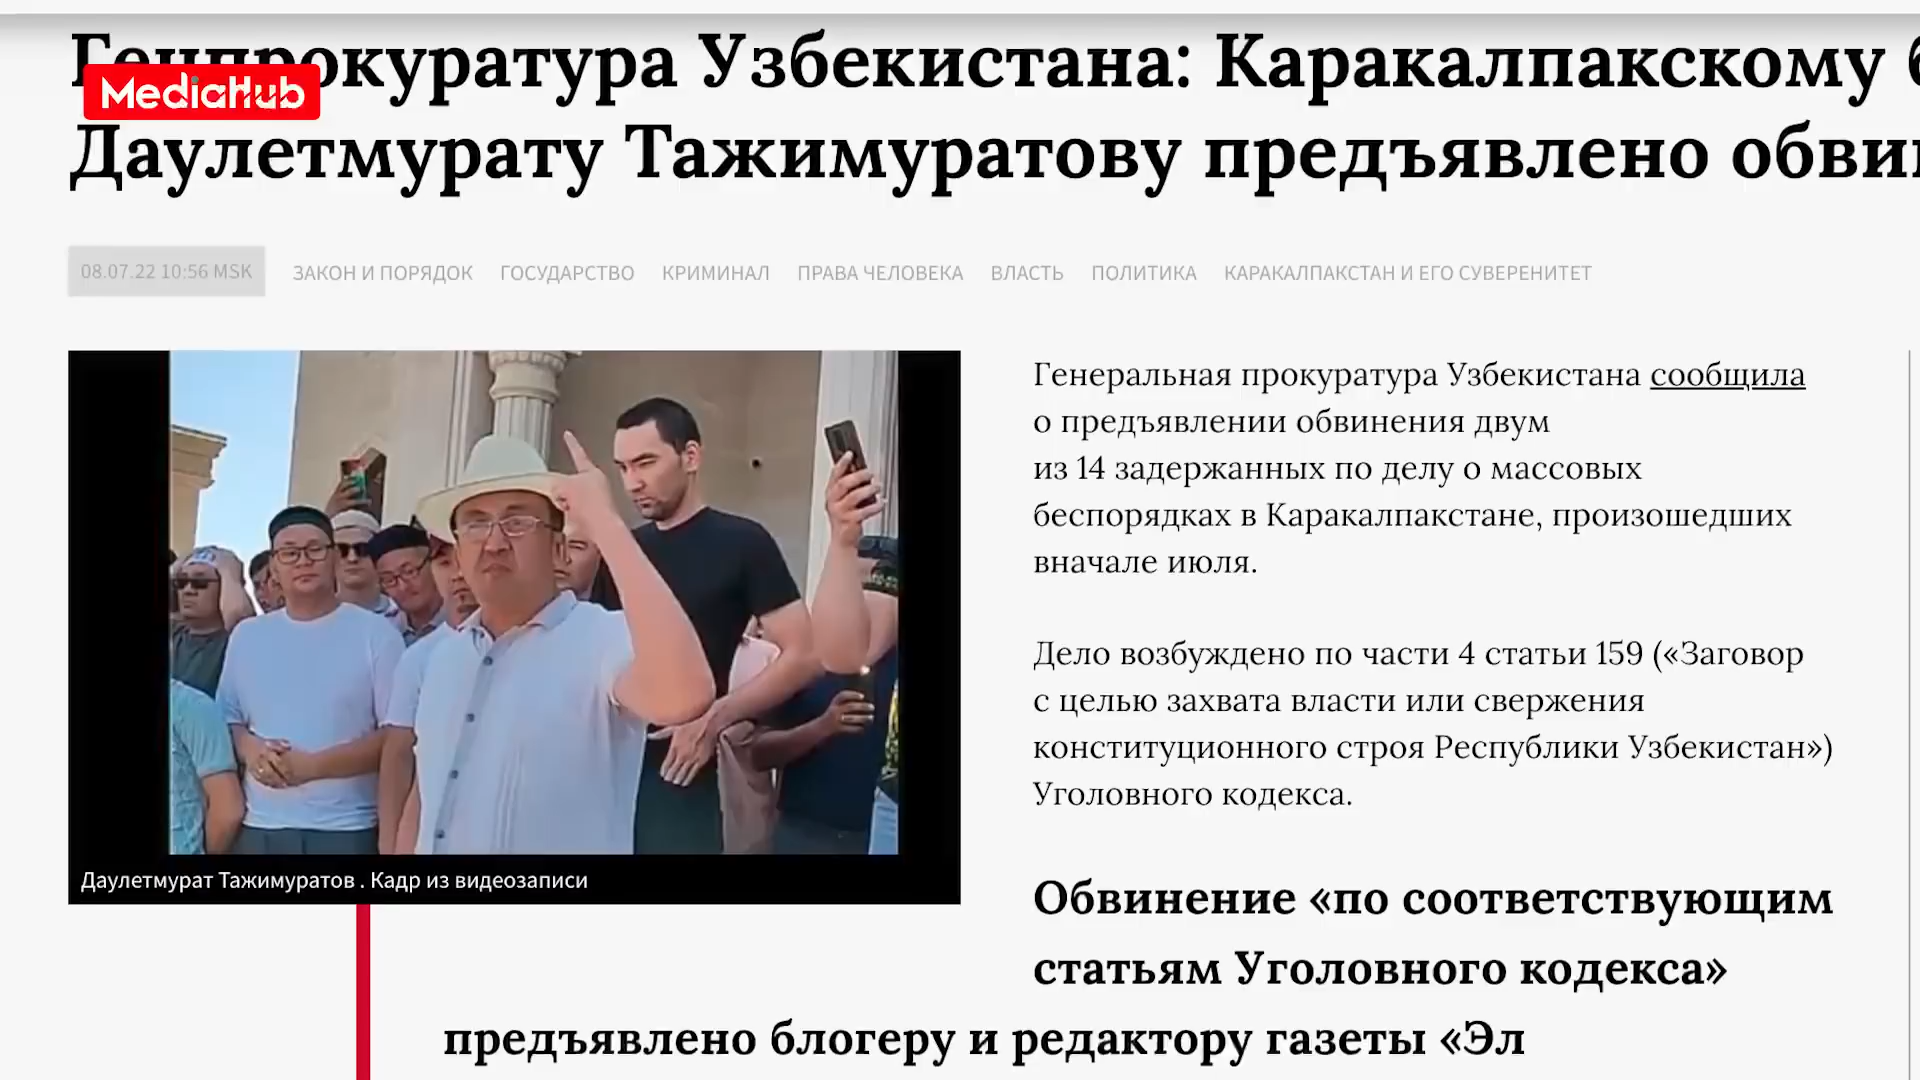 Генпрокуратура Узбекистана: Каракалпакскому
MediaHub
Даулетмурату Тажимуратову предъявлено
08.07.22 10:56 MSK ЗАКОН И ПОРЯДОК ГОСУДАРСТВО КРИМИНАЛ ПРАВА ЧЕЛОВЕКА ВЛАСТЬ ПОЛИТИКА КАРАКАЛПАКСТАН И ЕГО СУВЕРЕНИТЕТ
Даулетмурат Тажимуратов . Кадр из видеозаписи
Генеральная прокуратура Узбекистана сообщила
о предъявлении обвинения двум
из 14 задержанных по делу о массовых
беспорядках в Каракалпакстане, произошедших
вначале июля.
Дело возбуждено по части 4 статьи 159 («Заговор
с целью захвата власти или свержения
конституционного строя Республики Узбекистан»)
Уголовного кодекса.
Обвинение «по соответствующим
статьям Уголовного кодекса»
предъявлено блогеру и редактору газеты «Эл